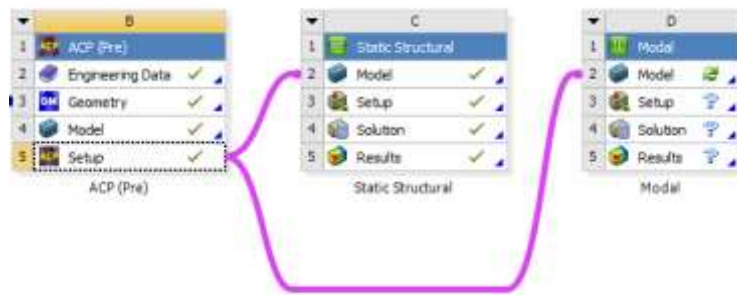 B
1 ACP (Pre)
2 Engineering Data
3 DM Geometry
4 Model
5 Setup
ACP (Pre)
C
1 Static Structural
2 Model
3 Setup
4 Solution
5 Results
Static Structural
D
1 Modal
2 Model
3 Setup
4 Solution
5 Results
Modal